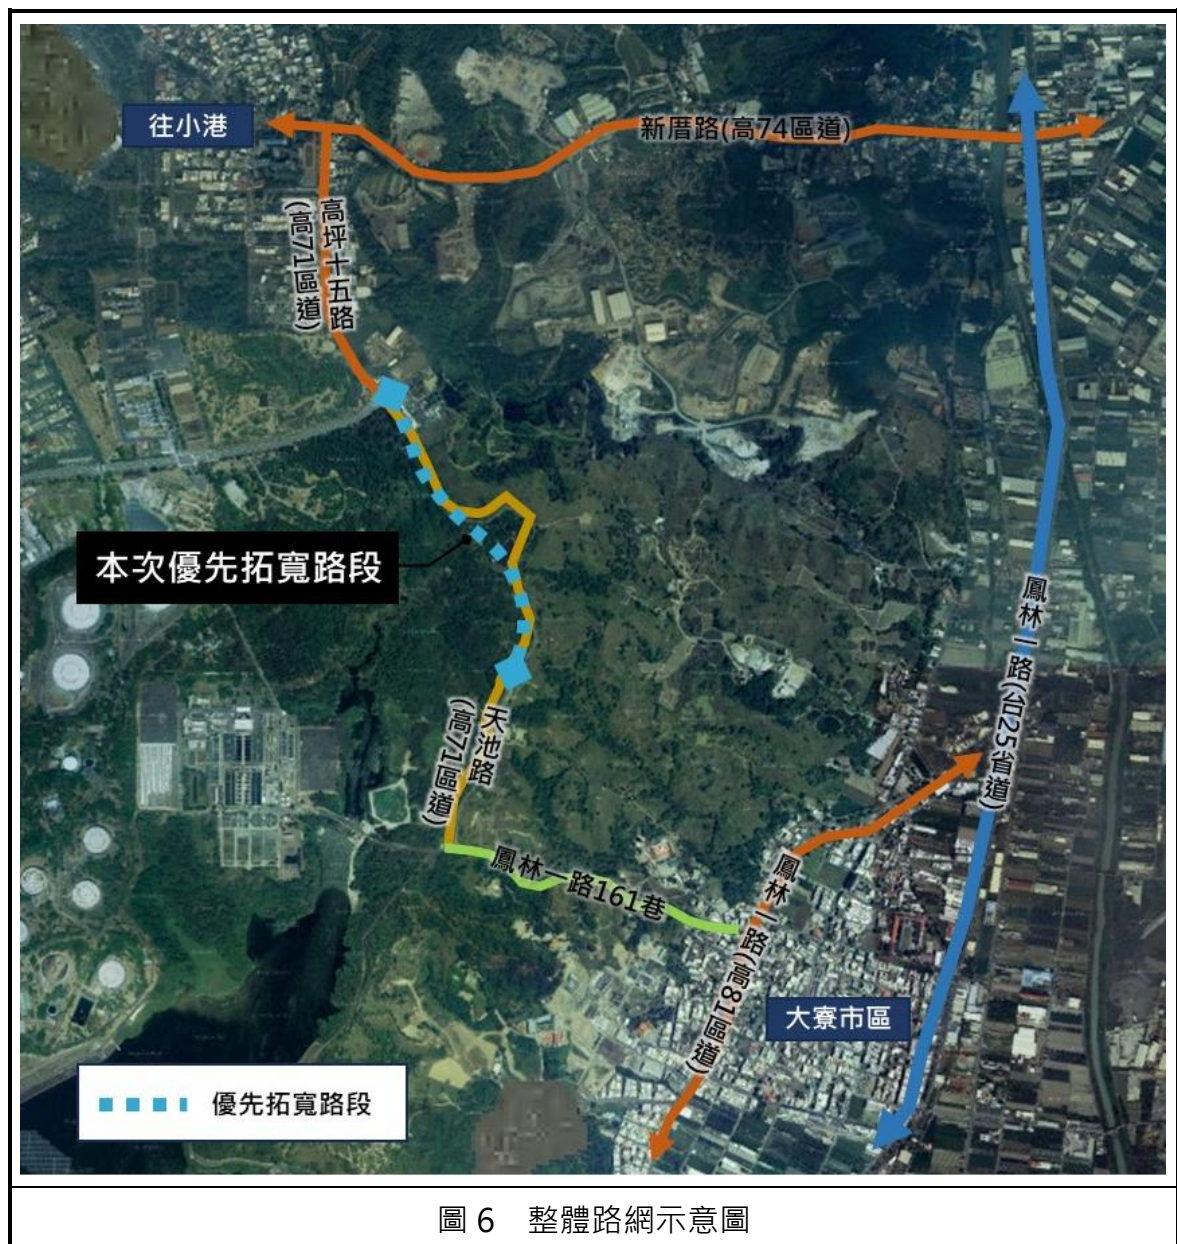 往小港
新厝路(高74區道)
高坪十五路
(高71區道)
本次優先拓寬路段
鳳林一路(台25省道)
天池路
(高71區道)
鳳林一路161巷
鳳林一路(高81區道)
大寮市區
優先拓寬路段
圖 6 整體路網示意圖